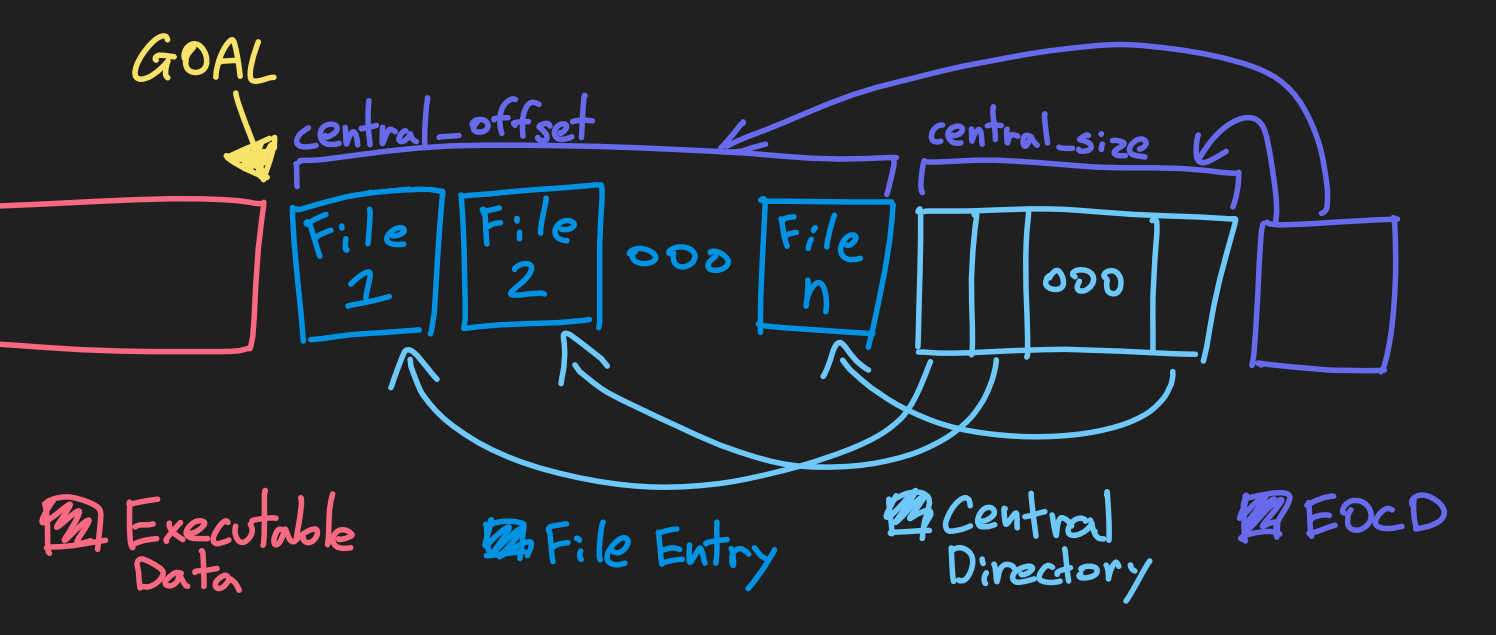 GOAL
central_offset
central_size
File
1
File
2
ooo
File
n
ooo
Executable
Data
File Entry
Central
Directory
EOCD